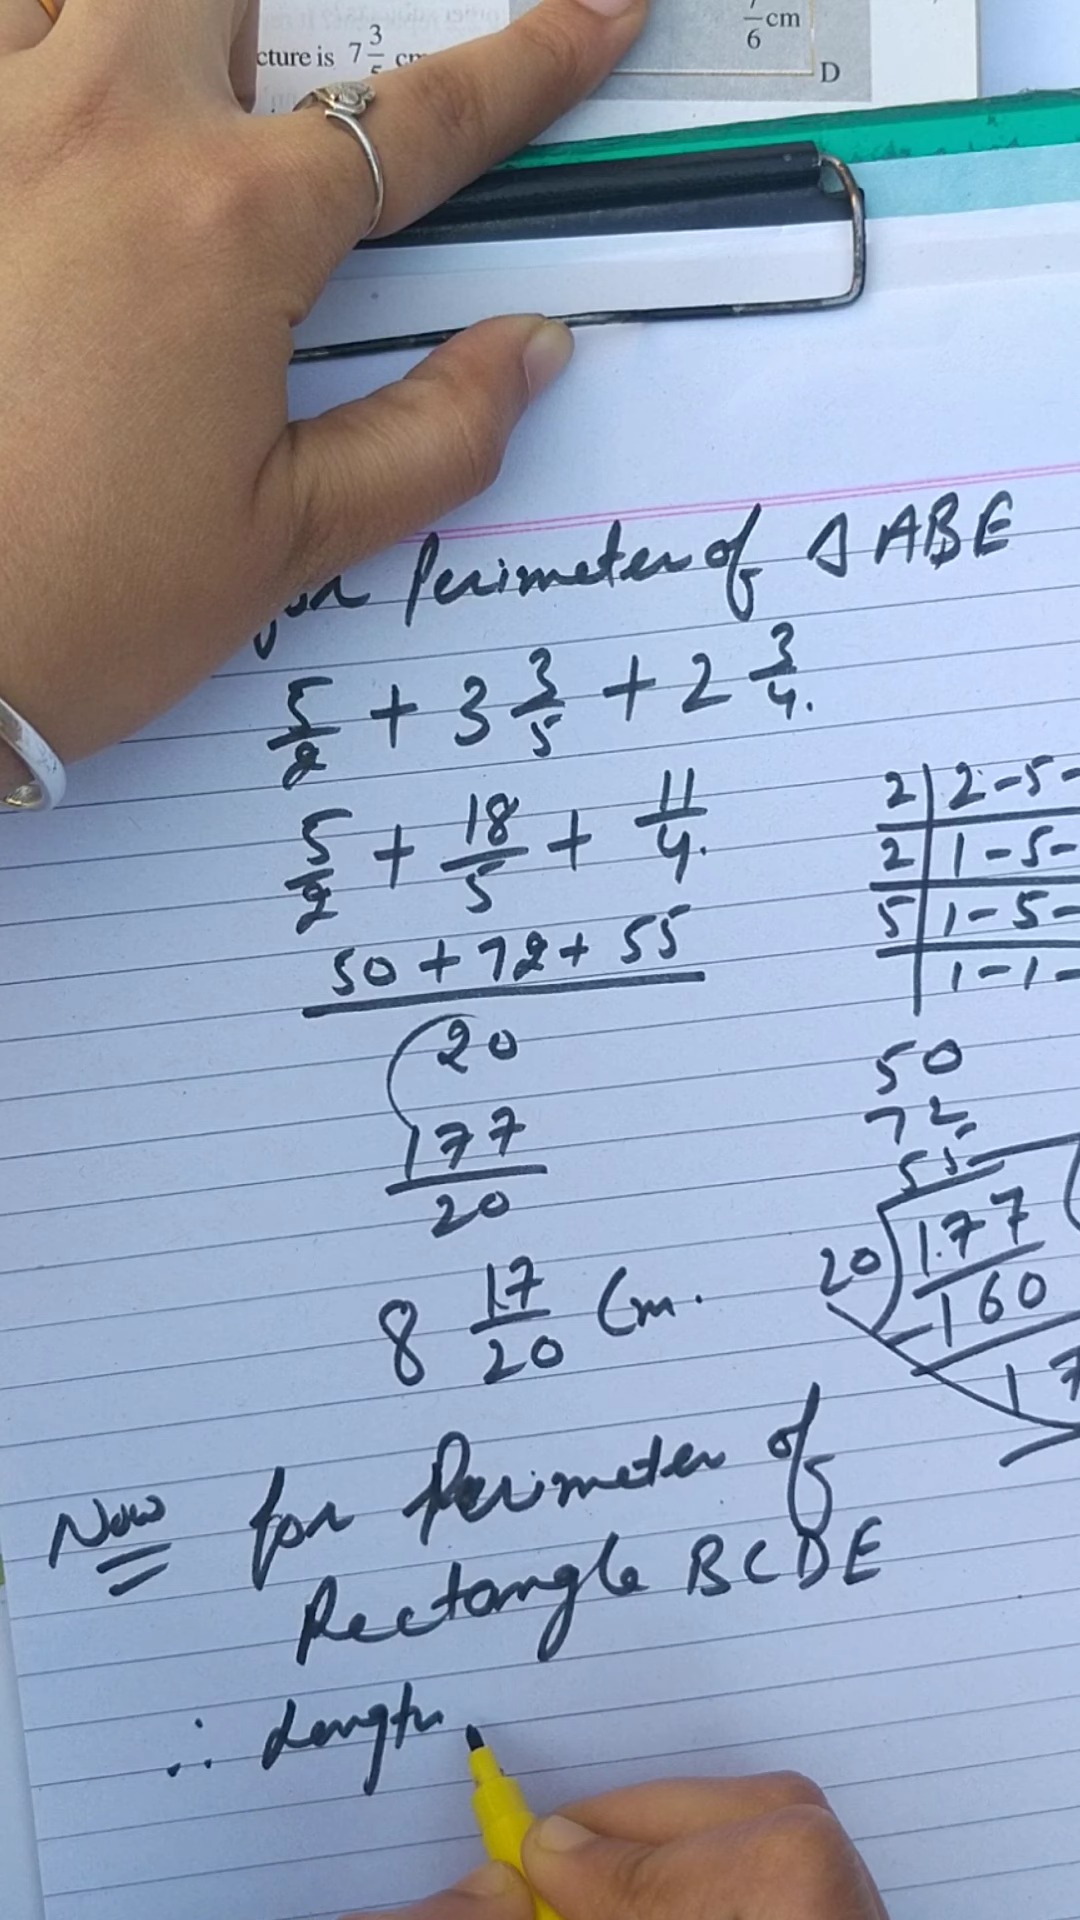 cture is 7 3/5 cm
7/6 cm
D
for Perimeter of Δ ABE
5/2 + 3 3/5 + 2 3/4.
5/2 + 18/5 + 11/4.
50 + 72 + 55
20
177/20
8 17/20 Cm.
2 | 2-5-
2 | 1-5-
5 | 1-5-
1-1-
50
72
55
20 ) 177
160
17
Now for Perimeter of
Rectangle BCDE
∴ Length